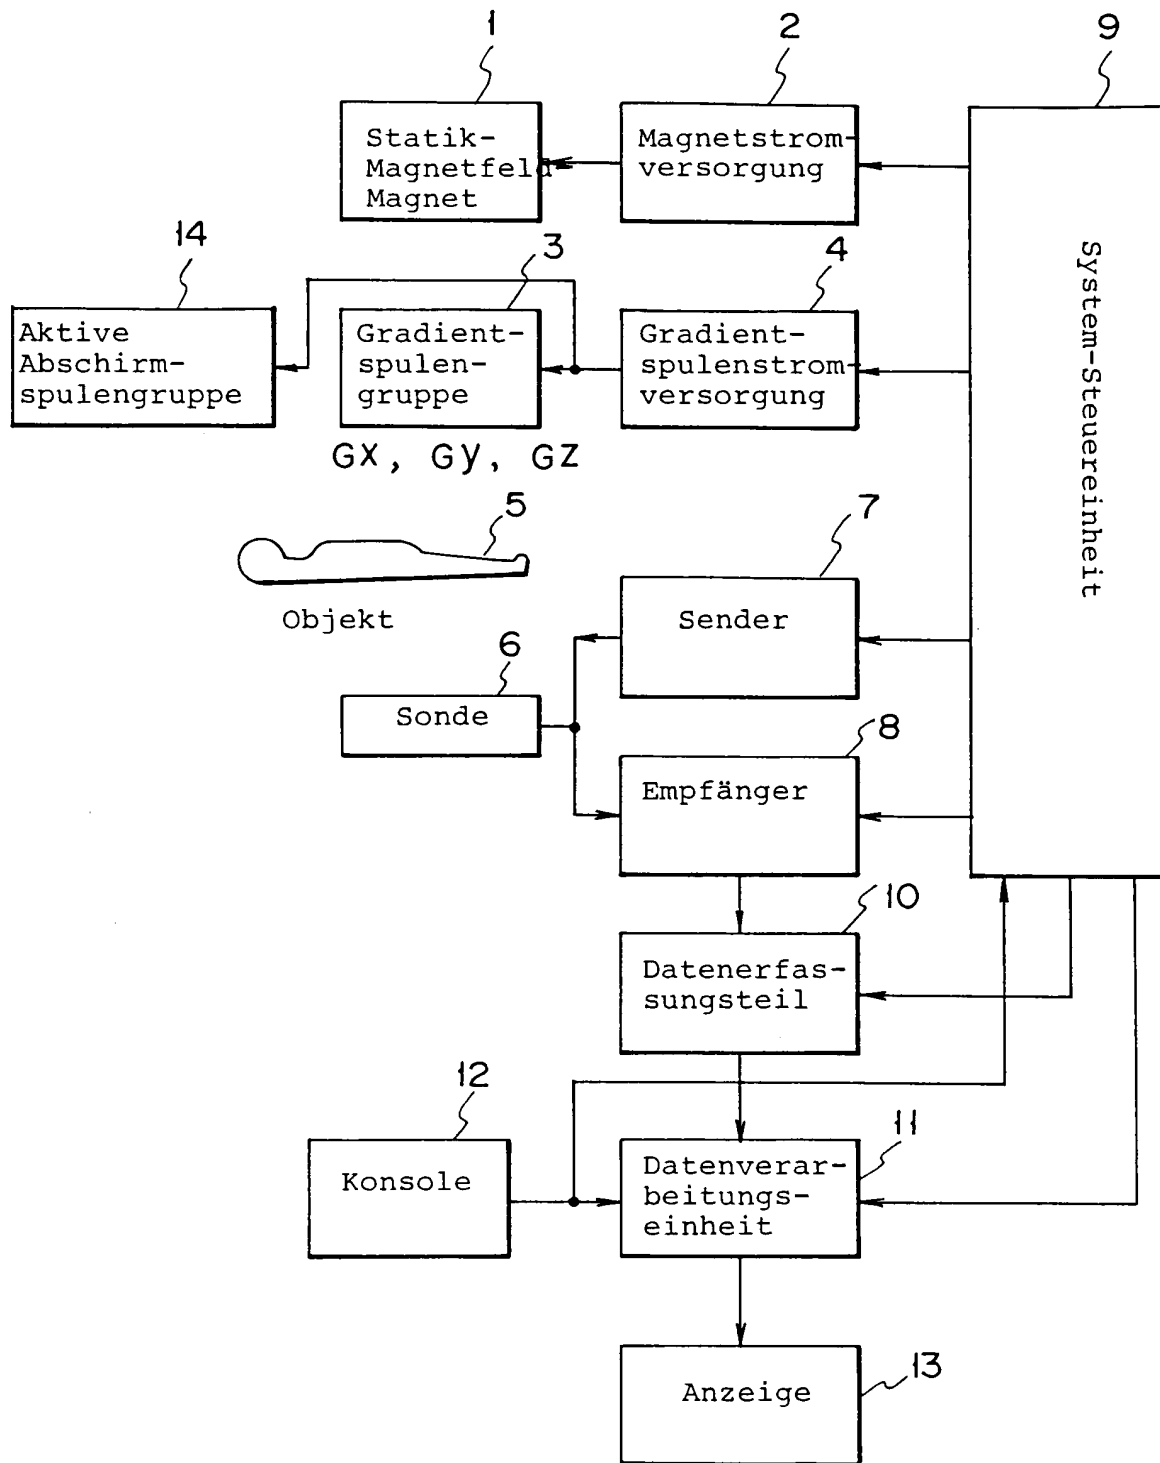 1
2
9
Statik-
Magnetfeld
Magnet
Magnetstrom-
versorgung
System-Steuereinheit
14
3
4
Aktive
Abschirm-
spulengruppe
Gradient-
spulen-
gruppe
Gradient-
spulenstrom-
versorgung
Gx, Gy, Gz
5
Objekt
7
Sender
6
Sonde
8
Empfänger
10
Datenerfas-
sungsteil
12
Konsole
11
Datenverar-
beitungs-
einheit
13
Anzeige